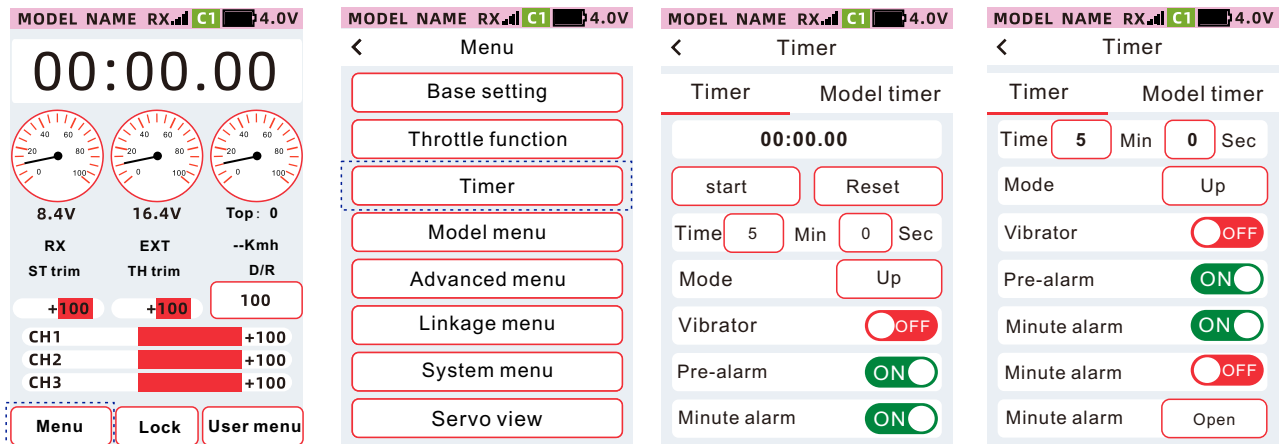 MODEL NAME RX C1 4.0V
00:00.00
40 60
20 80
0 100
40 60
20 80
0 100
40 60
20 80
0 100
8.4V 16.4V Top: 0
RX EXT --Kmh
ST trim TH trim D/R
+100 +100 100
CH1 +100
CH2 +100
CH3 +100
Menu Lock User menu
MODEL NAME RX C1 4.0V
< Menu
Base setting
Throttle function
Timer
Model menu
Advanced menu
Linkage menu
System menu
Servo view
MODEL NAME RX C1 4.0V
< Timer
Timer Model timer
00:00.00
start Reset
Time 5 Min 0 Sec
Mode Up
Vibrator OFF
Pre-alarm ON
Minute alarm ON
MODEL NAME RX C1 4.0V
< Timer
Timer Model timer
Time 5 Min 0 Sec
Mode Up
Vibrator OFF
Pre-alarm ON
Minute alarm ON
Minute alarm OFF
Minute alarm Open